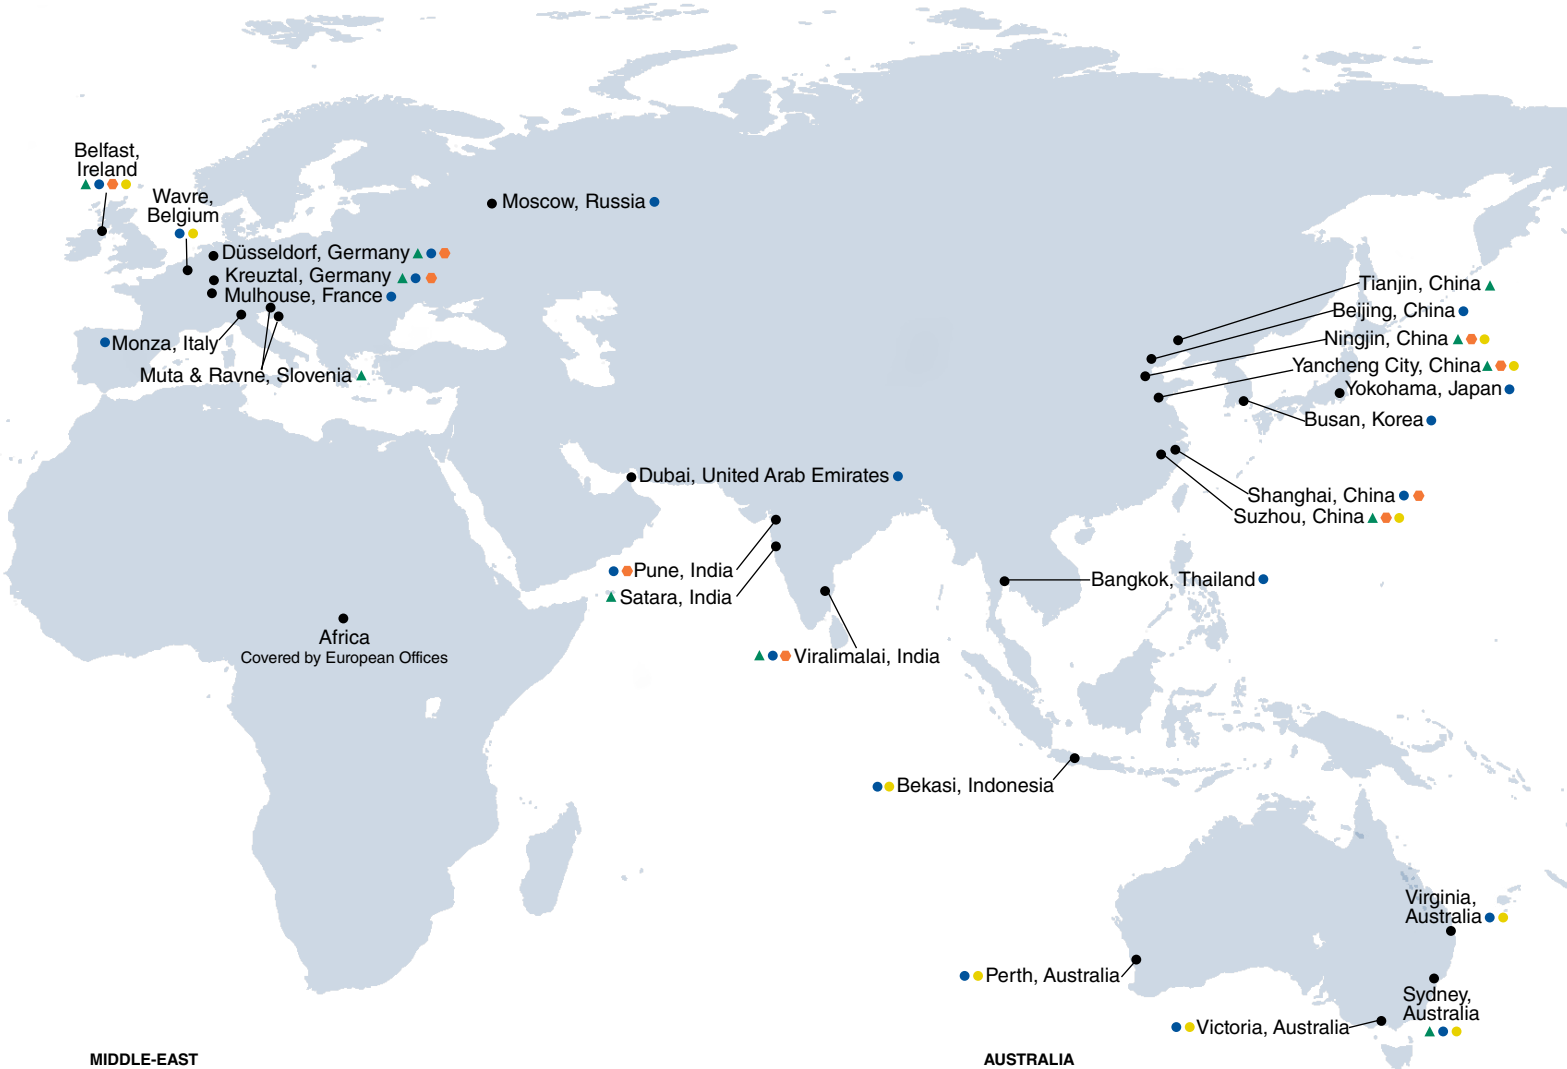 Belfast,
Ireland
Wavre,
Belgium
Moscow, Russia
Düsseldorf, Germany
Kreuztal, Germany
Mulhouse, France
Monza, Italy
Muta & Ravne, Slovenia
Tianjin, China
Beijing, China
Ningjin, China
Yancheng City, China
Yokohama, Japan
Busan, Korea
Dubai, United Arab Emirates
Shanghai, China
Suzhou, China
Pune, India
Satara, India
Bangkok, Thailand
Africa
Covered by European Offices
Viralimalai, India
Bekasi, Indonesia
Virginia,
Australia
Perth, Australia
Sydney,
Australia
Victoria, Australia
MIDDLE-EAST
AUSTRALIA